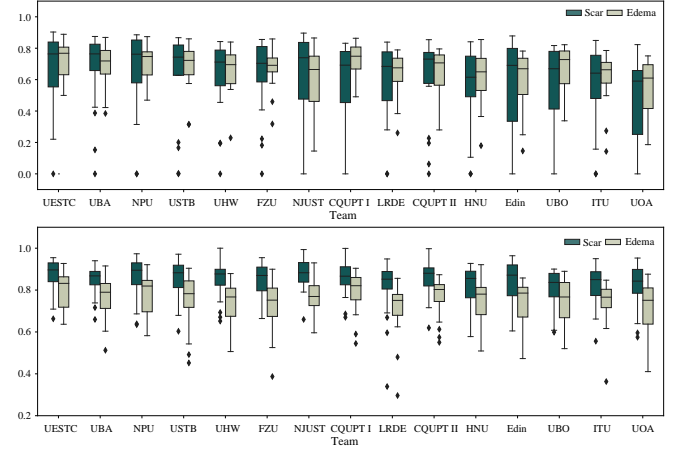 1.0
Scar Edema
0.8
0.6
0.4
0.2
0.0
UESTC UBA NPU USTB UHW FZU NJUST CQUPT I LRDE CQUPT II HNU Edin UBO ITU UOA
Team
Scar Edema
1.0
0.8
0.6
0.4
0.2
UESTC UBA NPU USTB UHW FZU NJUST CQUPT I LRDE CQUPT II HNU Edin UBO ITU UOA
Team